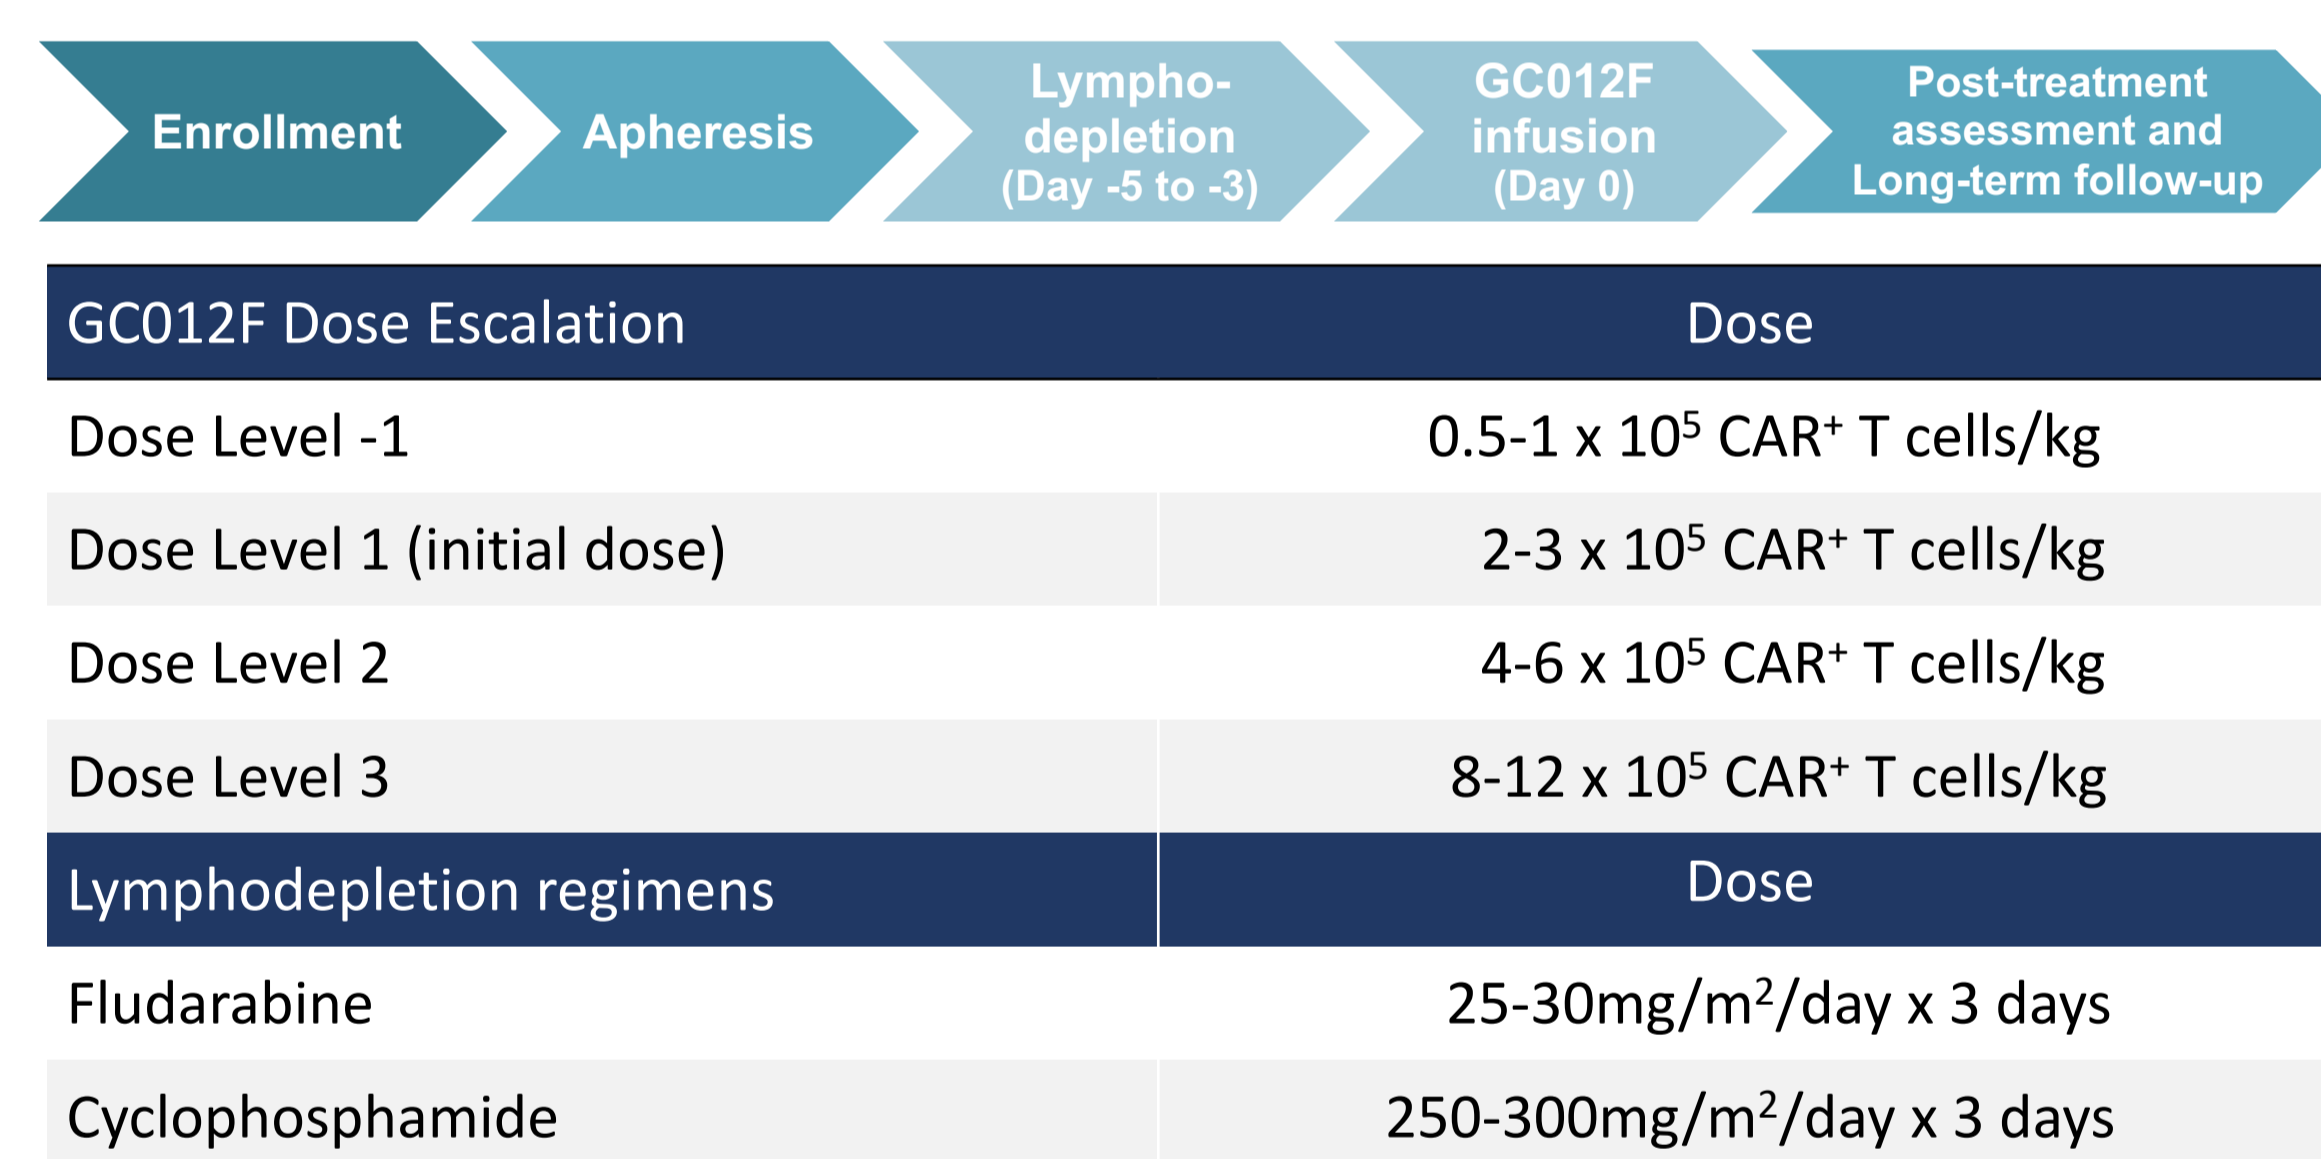 Enrollment
Apheresis
Lympho-
depletion
(Day -5 to -3)
GC012F
infusion
(Day 0)
Post-treatment
assessment and
Long-term follow-up
GC012F Dose Escalation Dose
Dose Level -1 0.5-1 x 10⁵ CAR⁺ T cells/kg
Dose Level 1 (initial dose) 2-3 x 10⁵ CAR⁺ T cells/kg
Dose Level 2 4-6 x 10⁵ CAR⁺ T cells/kg
Dose Level 3 8-12 x 10⁵ CAR⁺ T cells/kg
Lymphodepletion regimens Dose
Fludarabine 25-30mg/m²/day x 3 days
Cyclophosphamide 250-300mg/m²/day x 3 days